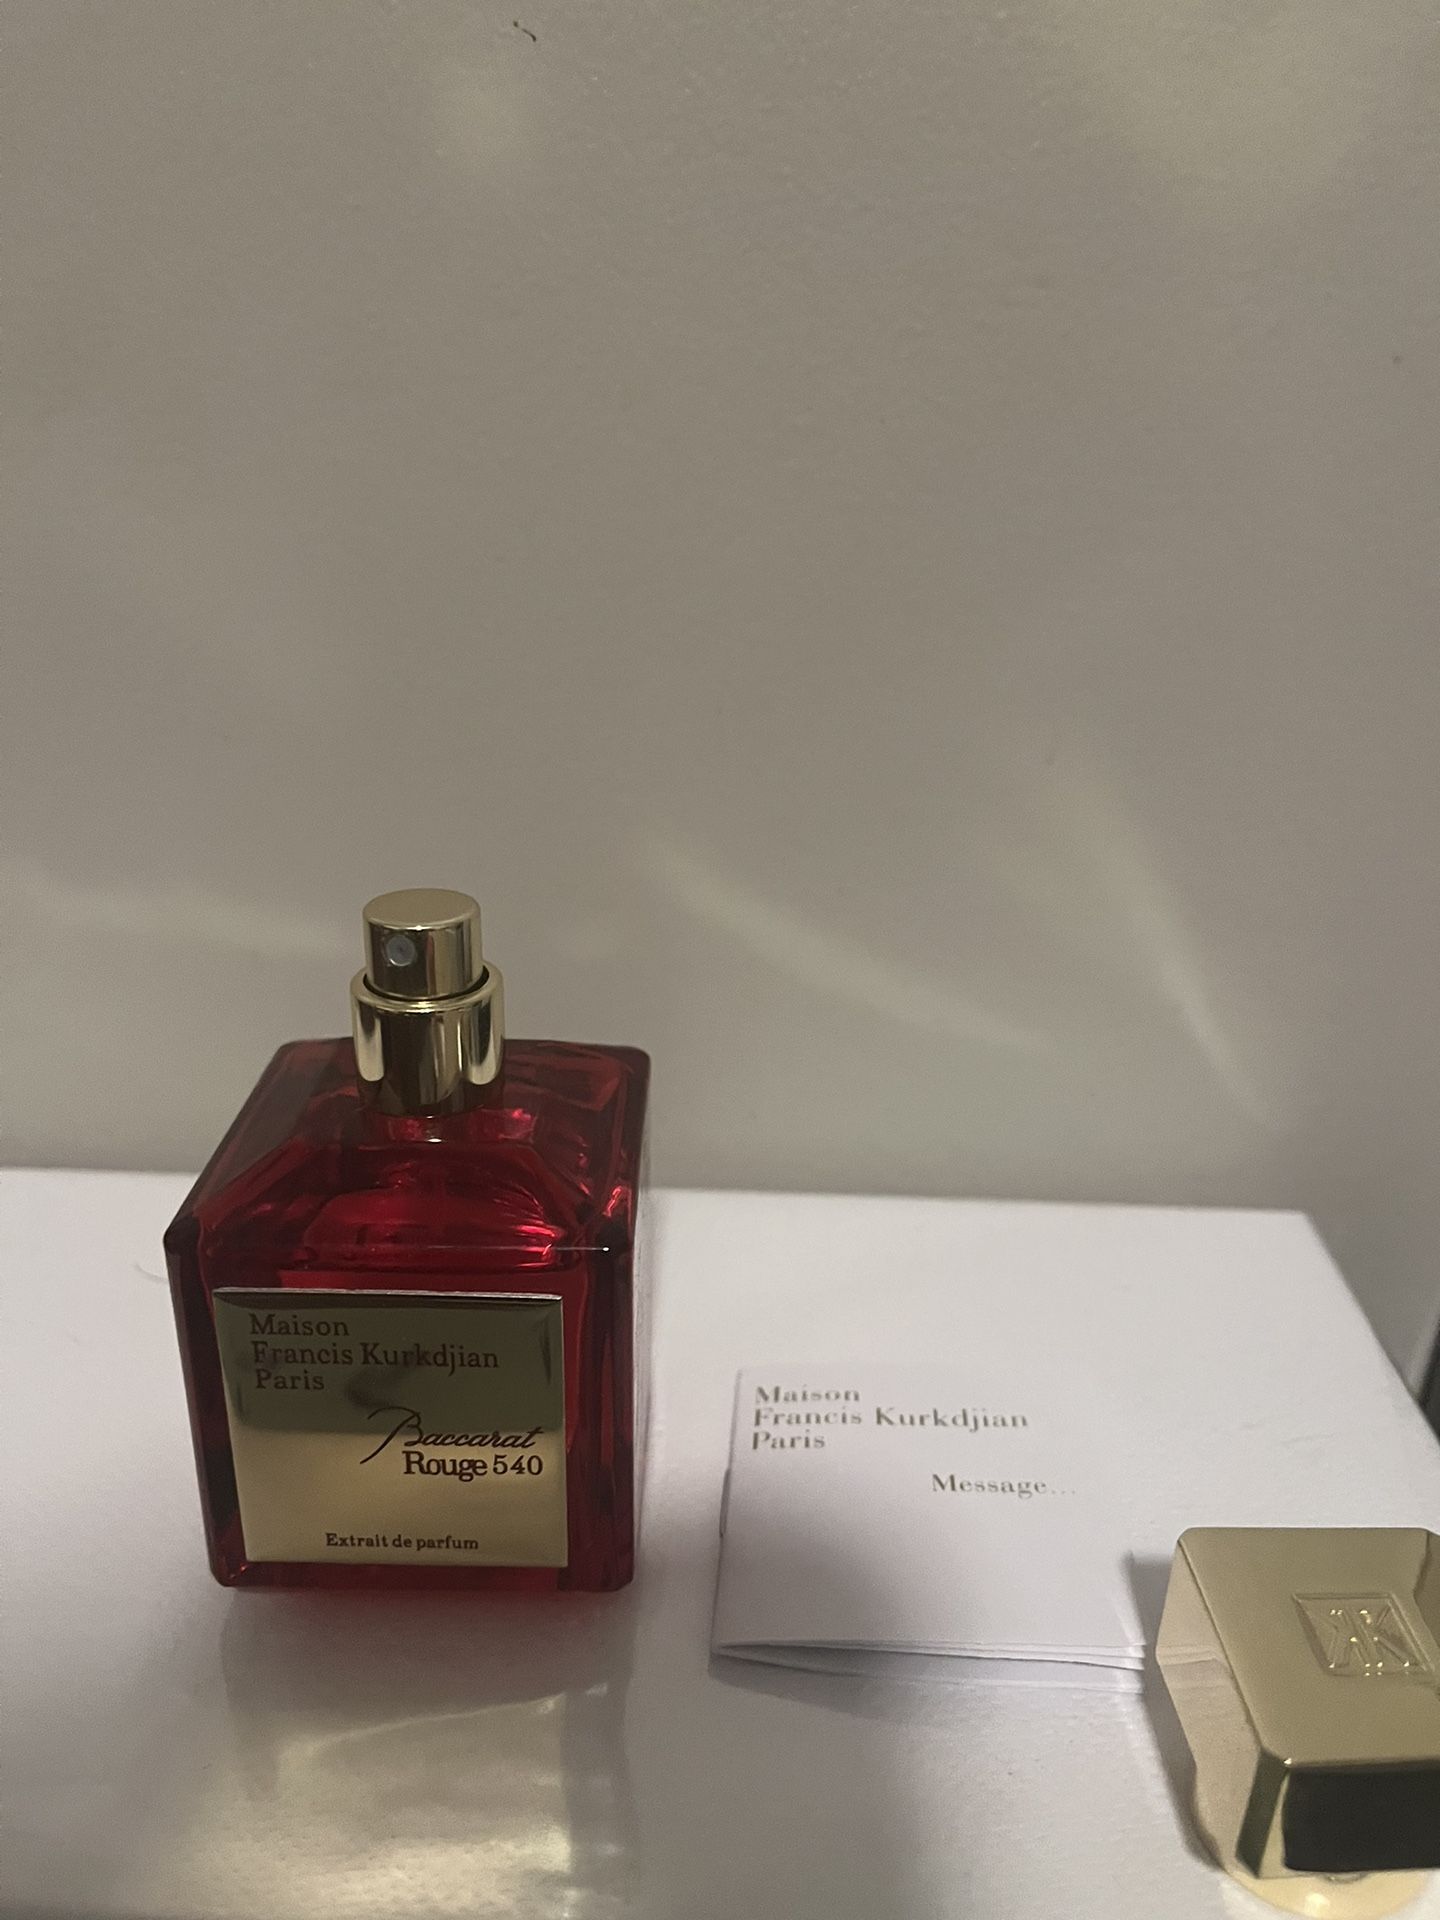 Maison
Francis Kurkdjian
Paris
Baccarat
Rouge 540
Extrait de parfum
Maison
Francis Kurkdjian
Paris
Message...